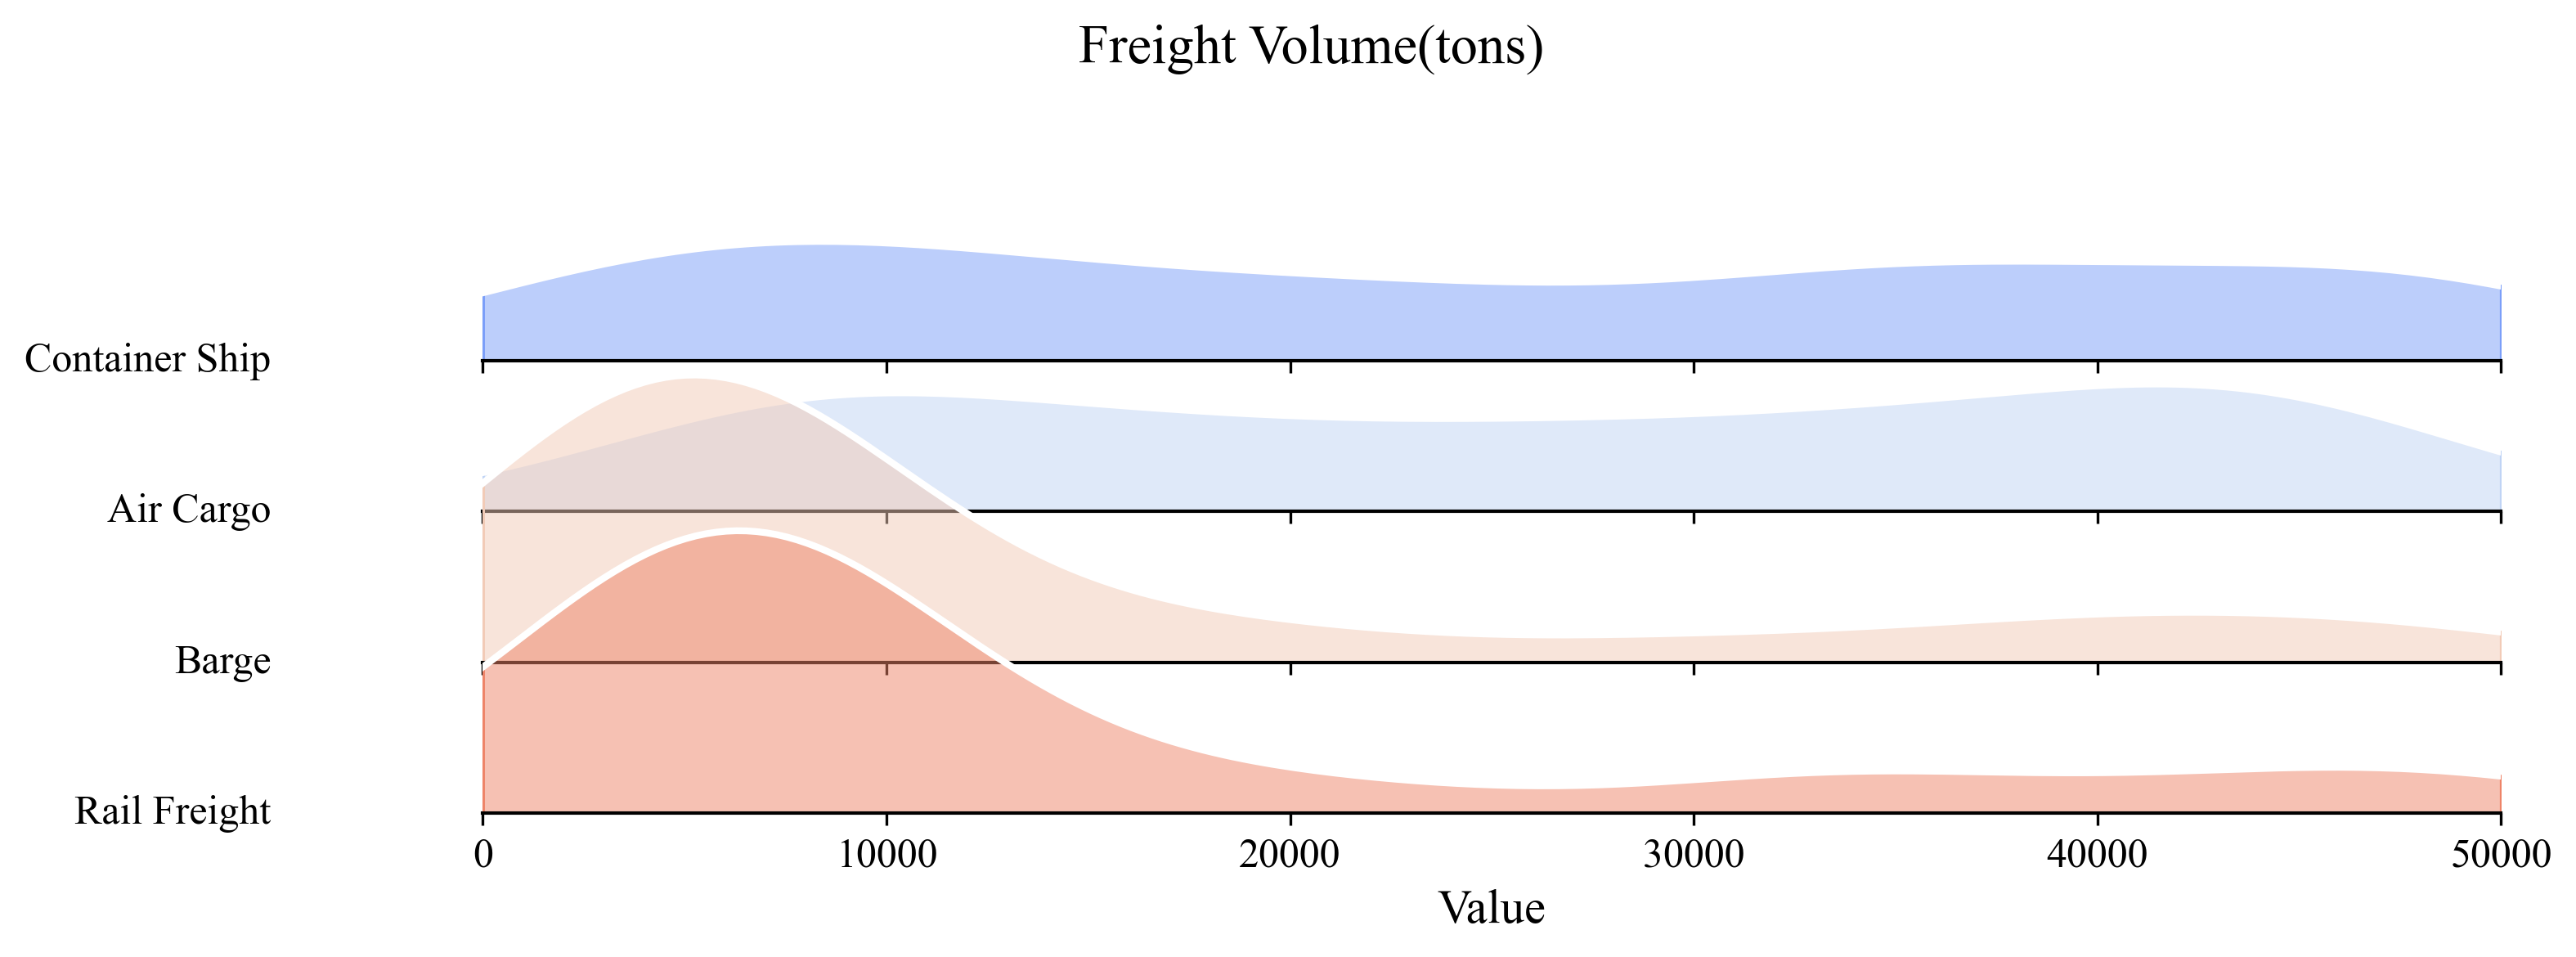 Freight Volume(tons)
Container Ship
Air Cargo
Barge
Rail Freight
0 10000 20000 30000 40000 50000
Value